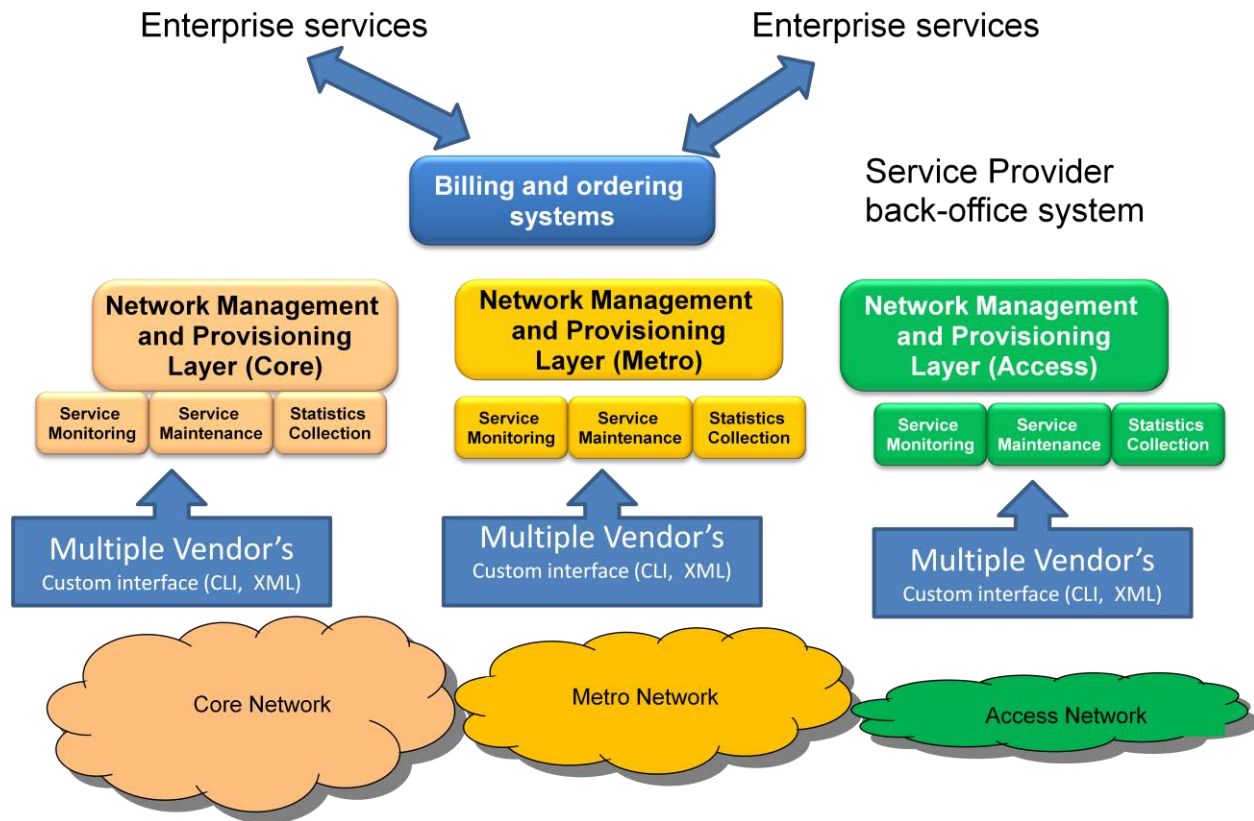 Enterprise services
Enterprise services
Billing and ordering
systems
Service Provider
back-office system
Network Management
and Provisioning
Layer (Core)
Service
Monitoring
Service
Maintenance
Statistics
Collection
Network Management
and Provisioning
Layer (Metro)
Service
Monitoring
Service
Maintenance
Statistics
Collection
Network Management
and Provisioning
Layer (Access)
Service
Monitoring
Service
Maintenance
Statistics
Collection
Multiple Vendor's
Custom interface (CLI, XML)
Multiple Vendor's
Custom interface (CLI, XML)
Multiple Vendor's
Custom interface (CLI, XML)
Core Network
Metro Network
Access Network